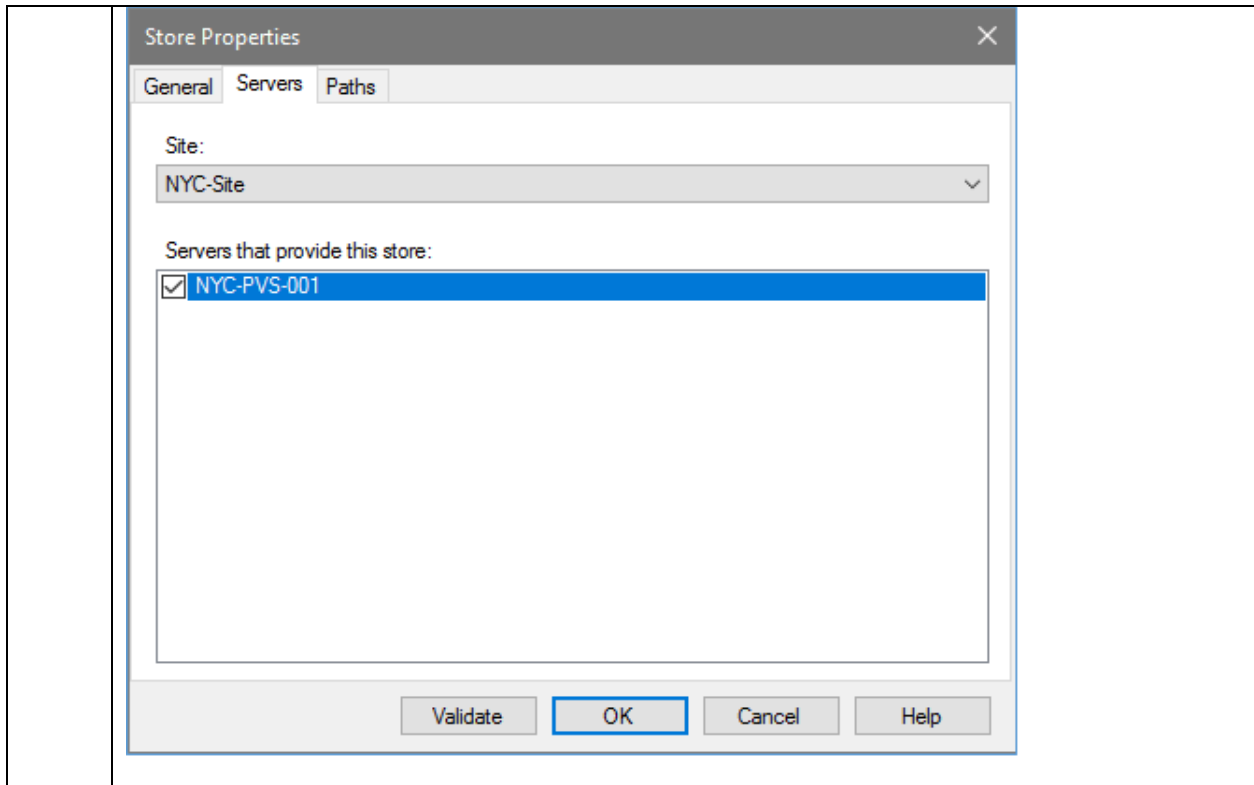 Store Properties
General Servers Paths
Site:
NYC-Site
Servers that provide this store:
NYC-PVS-001
Validate OK Cancel Help